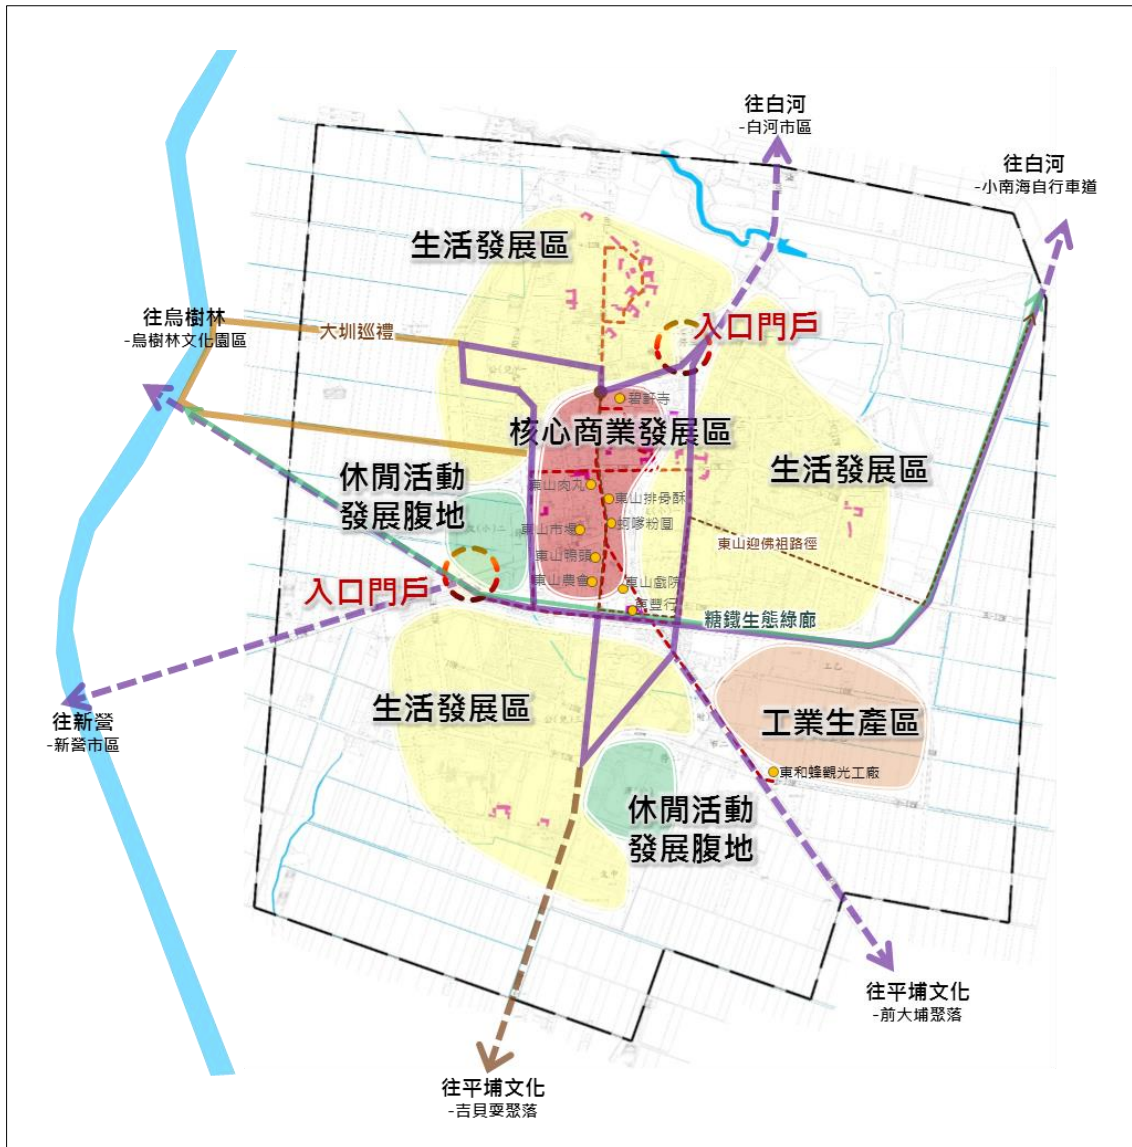 往白河
-白河市區
往白河
-小南海自行車道
生活發展區
往烏樹林
-烏樹林文化園區
大圳巡禮
入口門戶
碧軒寺
核心商業發展區
生活發展區
休閒活動
發展腹地
東山肉丸
東山排骨酥
東山市場
蚵嗲粉圓
東山迎佛祖路徑
東山鴨頭
東山農會
東山戲院
入口門戶
東豐行
糖鐵生態綠廊
生活發展區
工業生產區
往新營
-新營市區
東和蜂觀光工廠
休閒活動
發展腹地
往平埔文化
-前大埔聚落
往平埔文化
-吉貝耍聚落